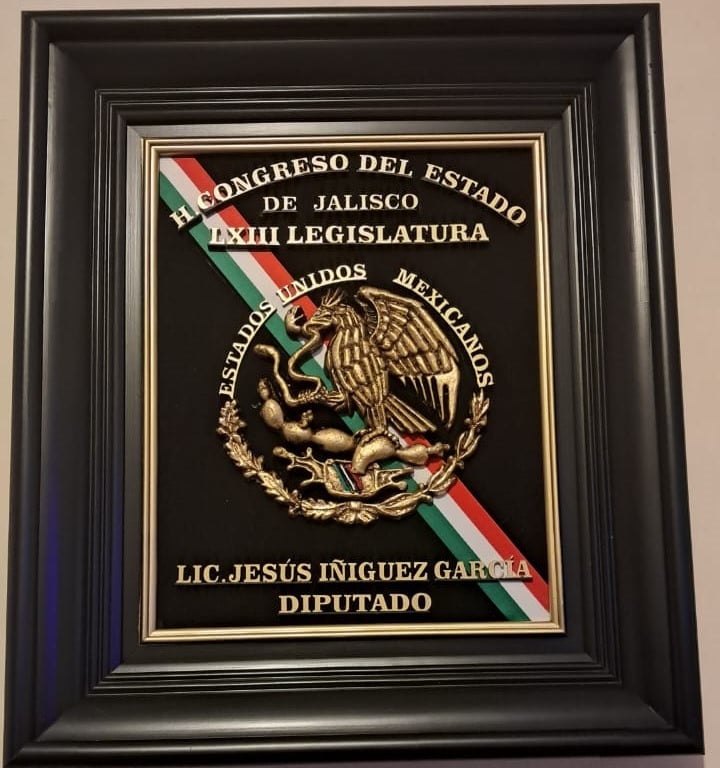 H CONGRESO DEL ESTADO
DE JALISCO
LXIII LEGISLATURA
ESTADOS UNIDOS MEXICANOS
LIC. JESÚS IÑIGUEZ GARCÍA
DIPUTADO